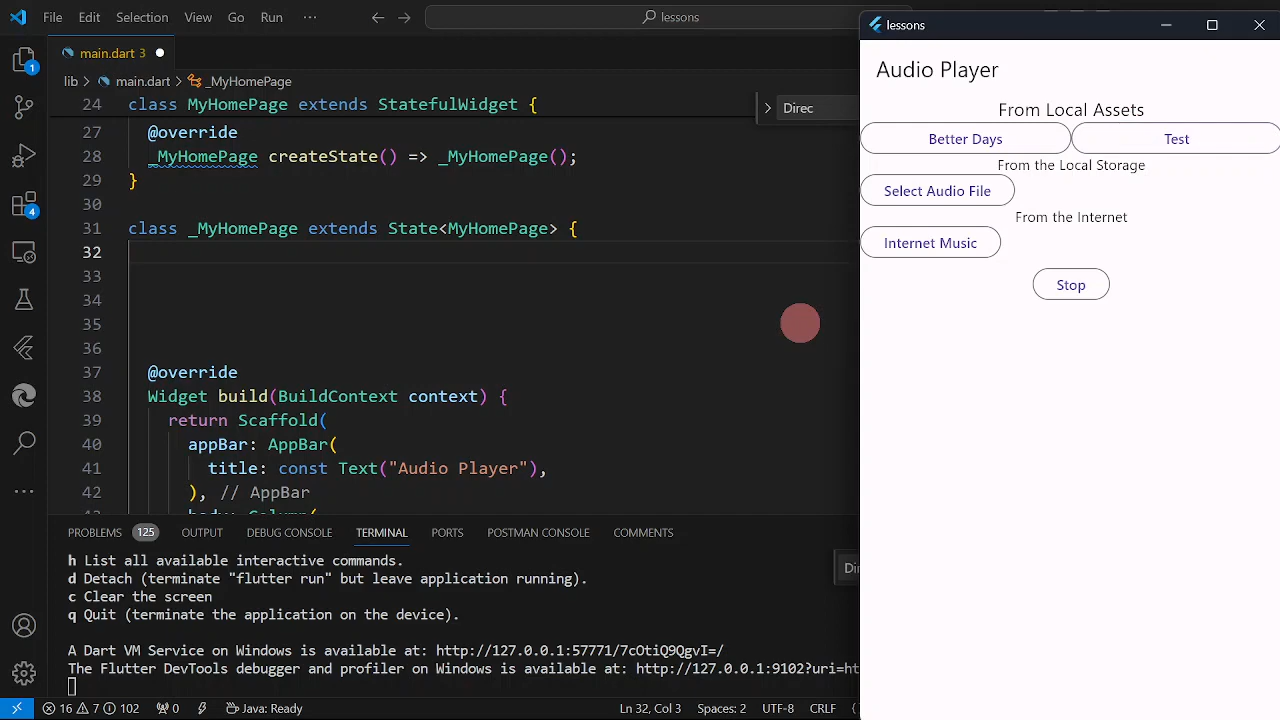 File Edit Selection View Go Run ··· lessons
main.dart 3
lib > main.dart > _MyHomePage
24 class MyHomePage extends StatefulWidget {
27 @override
28 _MyHomePage createState() => _MyHomePage();
29 }
30
31 class _MyHomePage extends State<MyHomePage> {
32
33
34
35
36
37 @override
38 Widget build(BuildContext context) {
39 return Scaffold(
40 appBar: AppBar(
41 title: const Text("Audio Player"),
42 ), // AppBar
43 body: Column(
Direc
1
4
PROBLEMS 125 OUTPUT DEBUG CONSOLE TERMINAL PORTS POSTMAN CONSOLE COMMENTS
h List all available interactive commands.
d Detach (terminate "flutter run" but leave application running).
c Clear the screen
q Quit (terminate the application on the device).
A Dart VM Service on Windows is available at: http://127.0.0.1:57771/7cOtiQ9QgvI=/
The Flutter DevTools debugger and profiler on Windows is available at: http://127.0.0.1:9102?uri=ht
Dir
16 7 102 0 Java: Ready Ln 32, Col 3 Spaces: 2 UTF-8 CRLF {
lessons
Audio Player
From Local Assets
Better Days Test
From the Local Storage
Select Audio File
From the Internet
Internet Music
Stop